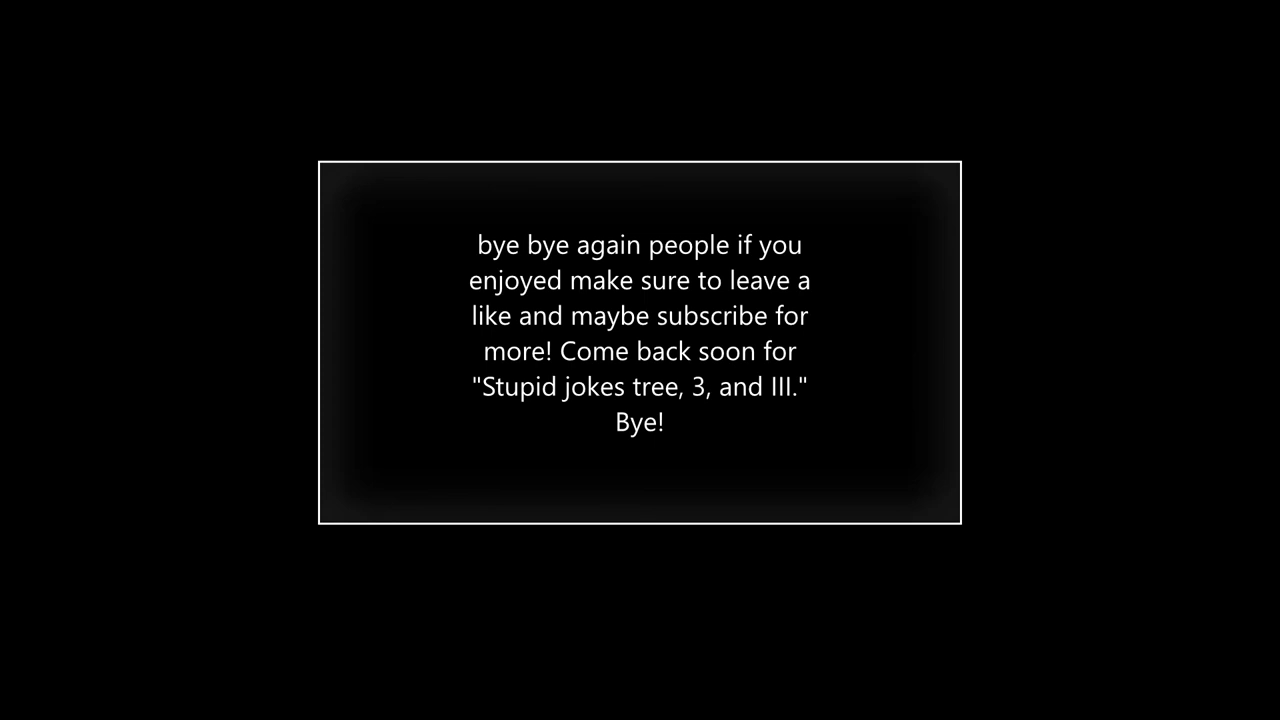 bye bye again people if you
enjoyed make sure to leave a
like and maybe subscribe for
more! Come back soon for
"Stupid jokes tree, 3, and III."
Bye!